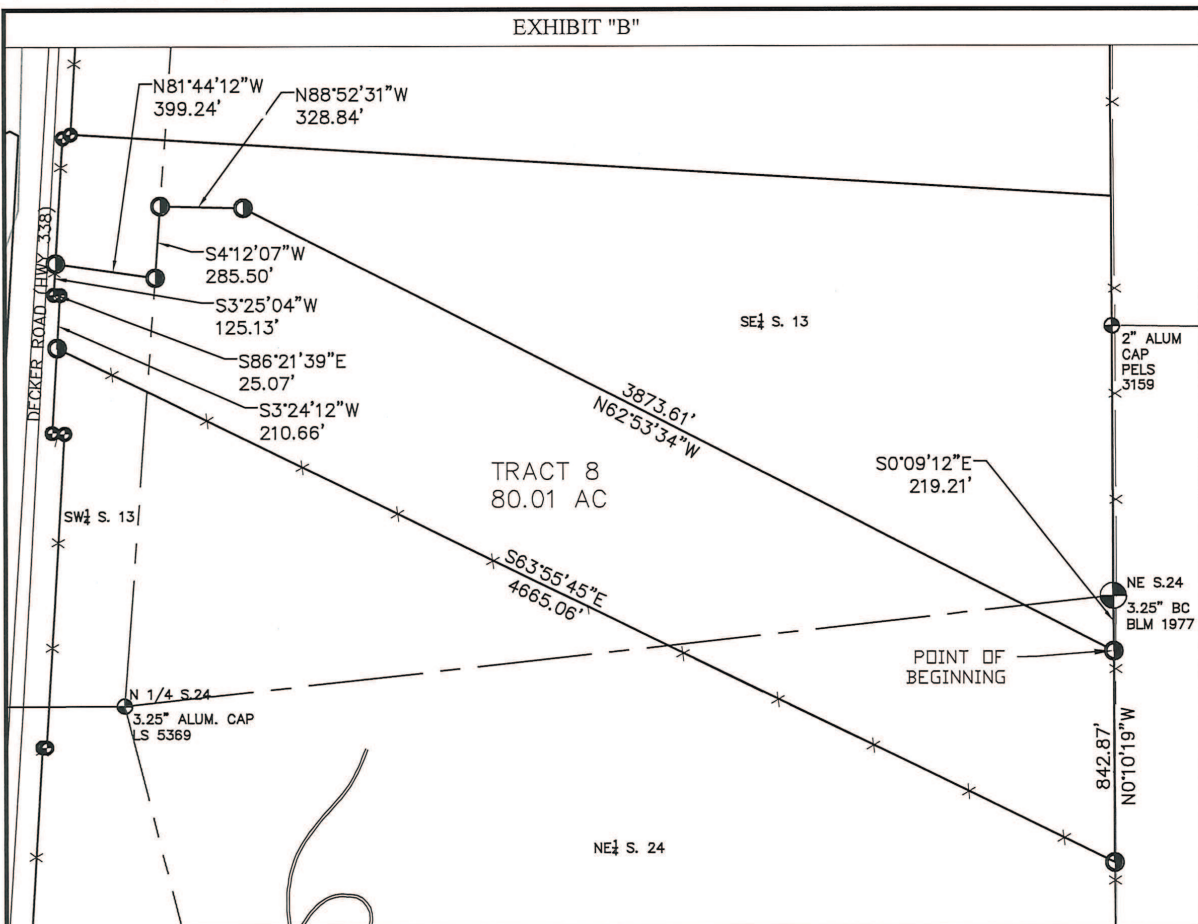 EXHIBIT "B"
N81°44'12"W
399.24'
N88°52'31"W
328.84'
DECKER ROAD (HWY 338)
S4°12'07"W
285.50'
S3°25'04"W
125.13'
S86°21'39"E
25.07'
S3°24'12"W
210.66'
SE¼ S. 13
2" ALUM
CAP
PELS
3159
3873.61'
N62°53'34"W
TRACT 8
80.01 AC
S0°09'12"E
219.21'
SW¼ S. 13
S63°55'45"E
4665.06'
NE S.24
3.25" BC
BLM 1977
POINT OF
BEGINNING
N 1/4 S.24
3.25" ALUM. CAP
LS 5369
842.87'
N0°10'19"W
NE¼ S. 24